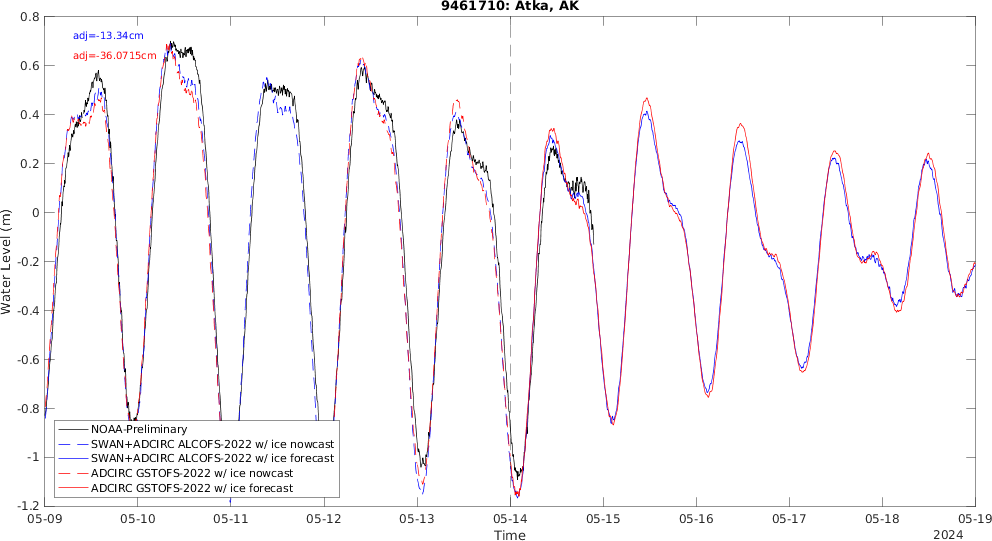 9461710: Atka, AK
adj=-13.34cm
adj=-36.0715cm
0.8
0.6
0.4
0.2
0
-0.2
-0.4
-0.6
-0.8
-1
-1.2
Water Level (m)
NOAA-Preliminary
SWAN+ADCIRC ALCOFS-2022 w/ ice nowcast
SWAN+ADCIRC ALCOFS-2022 w/ ice forecast
ADCIRC GSTOFS-2022 w/ ice nowcast
ADCIRC GSTOFS-2022 w/ ice forecast
05-09 05-10 05-11 05-12 05-13 05-14 05-15 05-16 05-17 05-18 05-19
Time
2024